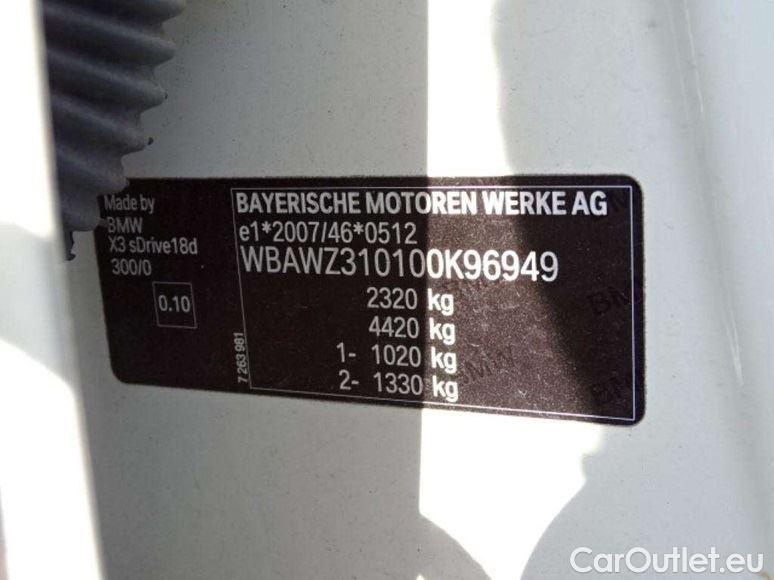 Made by
BMW
X3 sDrive18d
300/0
0.10
BAYERISCHE MOTOREN WERKE AG
e1*2007/46*0512
WBAWZ310100K96949
2320 kg
4420 kg
1- 1020 kg
2- 1330 kg
7 263 981
CarOutlet.eu